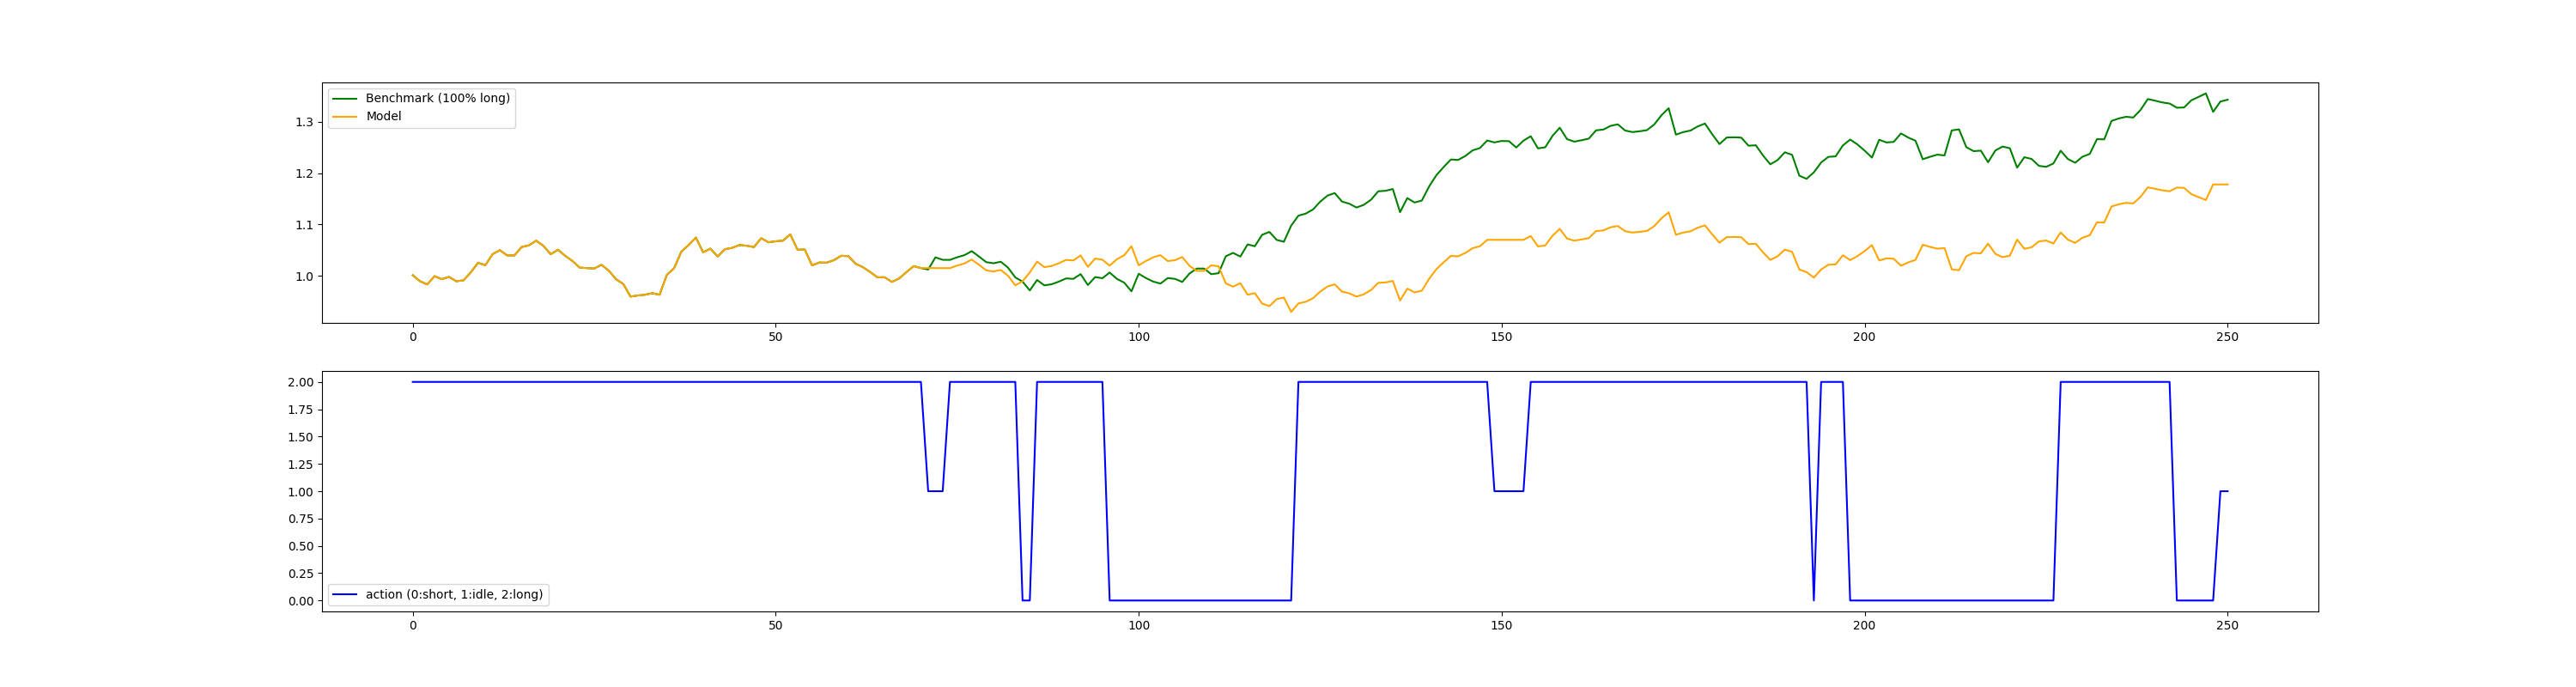 Benchmark (100% long)
Model
1.3
1.2
1.1
1.0
0 50 100 150 200 250
2.00
1.75
1.50
1.25
1.00
0.75
0.50
0.25
0.00
action (0:short, 1:idle, 2:long)
0 50 100 150 200 250